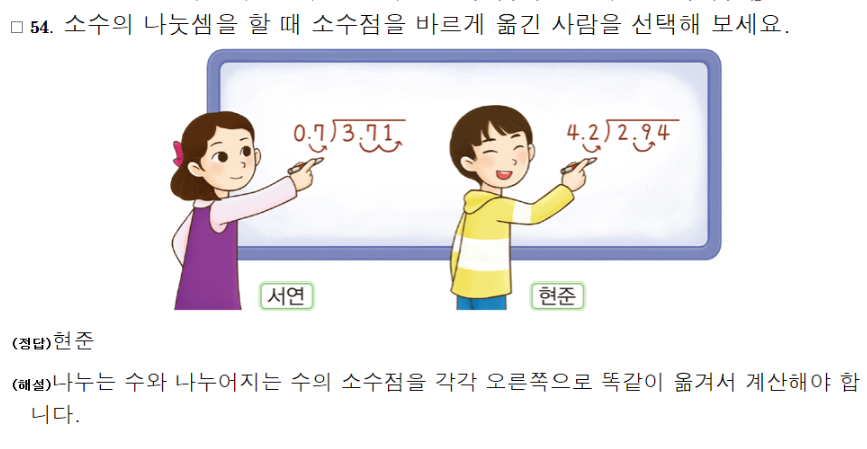 □ 54. 소수의 나눗셈을 할 때 소수점을 바르게 옮긴 사람을 선택해 보세요.
0.7)3.71
4.2)2.94
서연
현준
(정답)현준
(해설)나누는 수와 나누어지는 수의 소수점을 각각 오른쪽으로 똑같이 옮겨서 계산해야 합
니다.